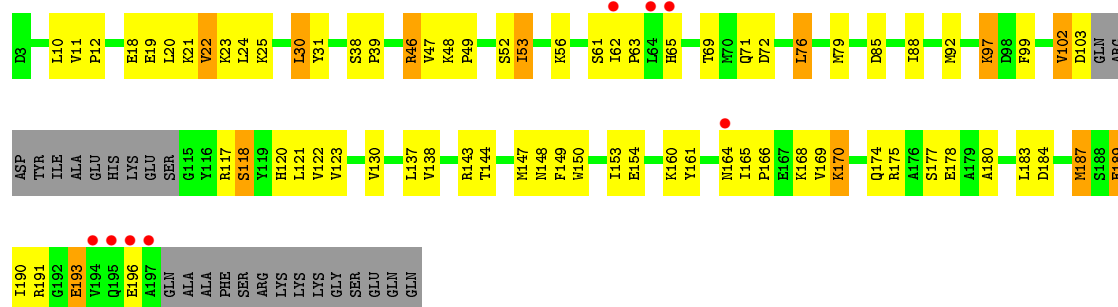 D3 L10 V11 P12 E18 E19 L20 K21 V22 K23 L24 K25 L30 Y31 S38 P39 R46 V47 K48 P49 S52 I53 K56 S61 I62 P63 L64 H65 T69 M70 Q71 D72 L76 M79 D85 I88 M92 K97 D98 F99 V102 D103 GLN ARG
ASP TYR ILE ALA GLU HIS LYS GLU SER G115 Y116 R117 S118 Y119 H120 L121 V122 V123 V130 L137 V138 R143 T144 M147 N148 F149 W150 I153 E154 K160 Y161 N164 I165 P166 E167 K168 V169 K170 Q174 R175 A176 S177 E178 A179 A180 L183 D184 M187 S188
I190 R191 G192 E193 V194 Q195 E196 A197 GLN ALA ALA PHE SER ARG LYS LYS LYS GLY SER GLU GLN GLN